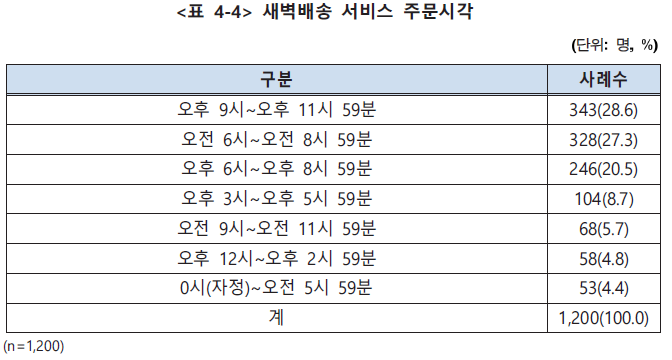 <표 4-4> 새벽배송 서비스 주문시각
(단위: 명, %)
구분 사례수
오후 9시~오후 11시 59분 343(28.6)
오전 6시~오전 8시 59분 328(27.3)
오후 6시~오후 8시 59분 246(20.5)
오후 3시~오후 5시 59분 104(8.7)
오전 9시~오전 11시 59분 68(5.7)
오후 12시~오후 2시 59분 58(4.8)
0시(자정)~오전 5시 59분 53(4.4)
계 1,200(100.0)
(n=1,200)